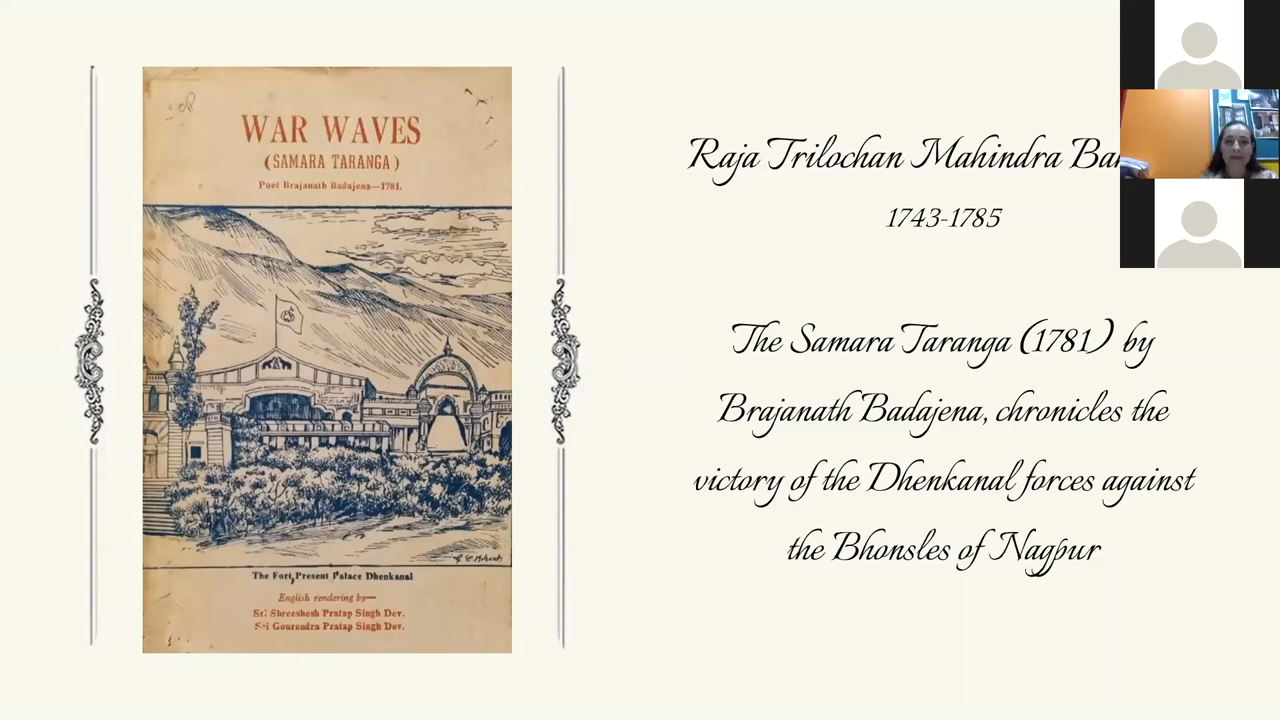 WAR WAVES
(SAMARA TARANGA)
Poet Brajanath Badajena—1781.
The Fort, Present Palace Dhenkanal
English rendering by—
Sri Shreeshesh Pratap Singh Dev.
Sri Gourendra Pratap Singh Dev.
Raja Trilochan Mahindra
1743-1785
The Samara Taranga (1781) by
Brajanath Badajena, chronicles the
victory of the Dhenkanal forces against
the Bhonsles of Nagpur